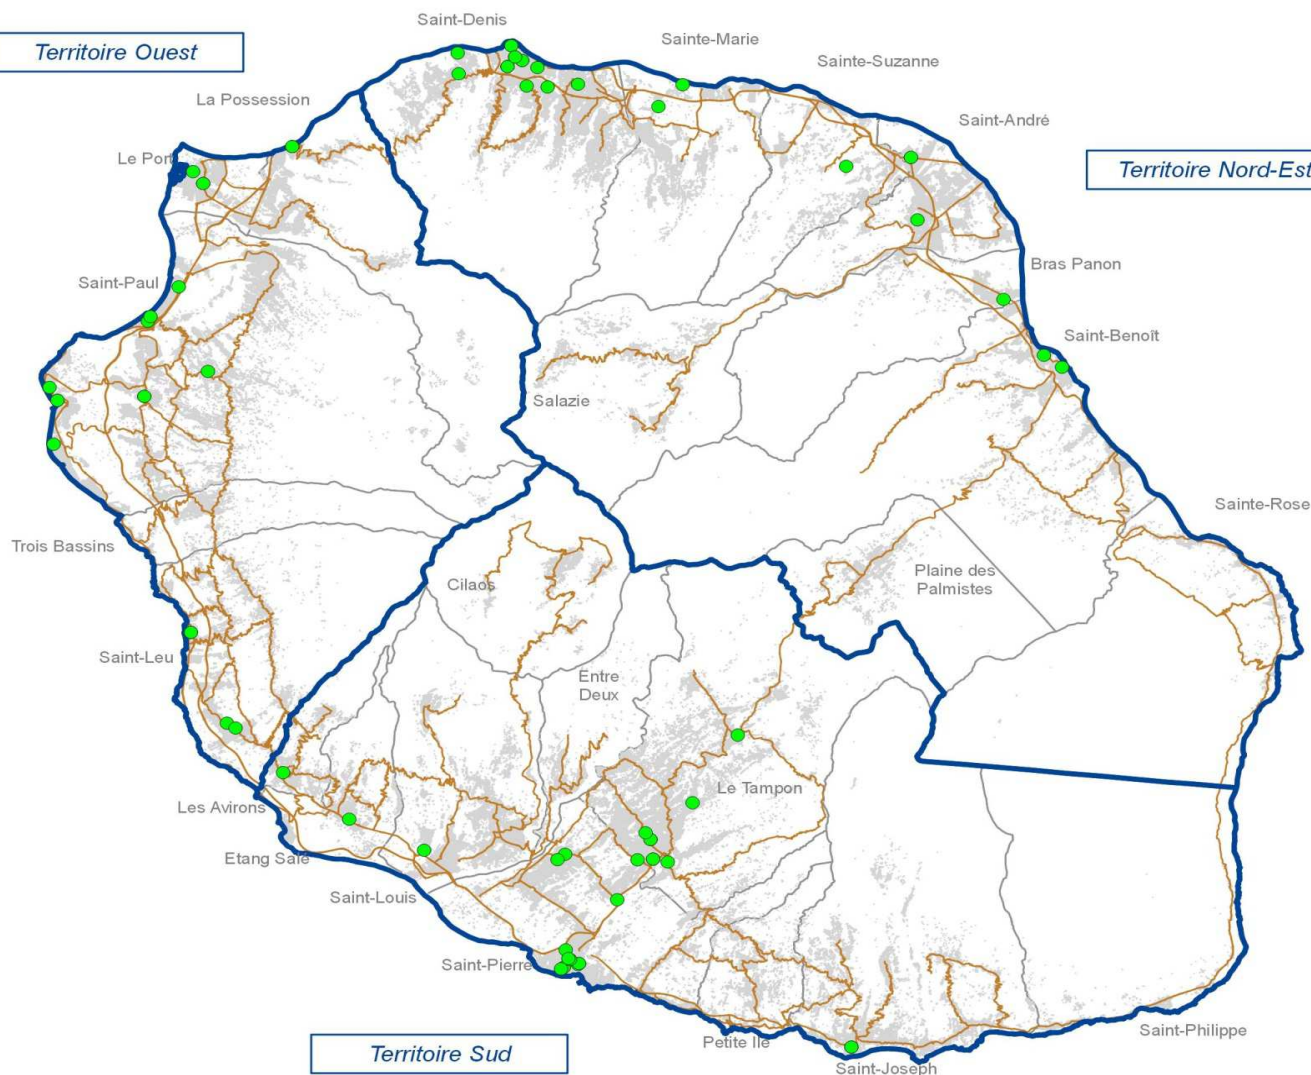 Saint-Denis
Territoire Ouest
Sainte-Marie
Sainte-Suzanne
La Possession
Saint-André
Le Port
Territoire Nord-Est
Bras Panon
Saint-Paul
Saint-Benoît
Salazie
Sainte-Rose
Trois Bassins
Plaine des
Palmistes
Cilaos
Saint-Leu
Entre
Deux
Le Tampon
Les Avirons
Etang Salé
Saint-Louis
Saint-Pierre
Saint-Philippe
Petite Ile
Territoire Sud
Saint-Joseph